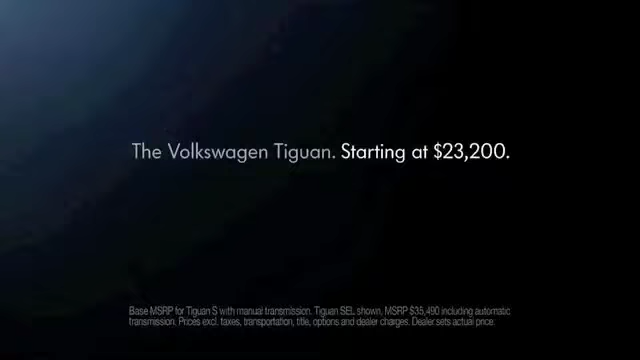 The Volkswagen Tiguan. Starting at $23,200.
Base MSRP for Tiguan S with manual transmission. Tiguan SEL shown, MSRP $35,490 including automatic
transmission. Prices excl. taxes, transportation, title, options and dealer charges. Dealer sets actual price.